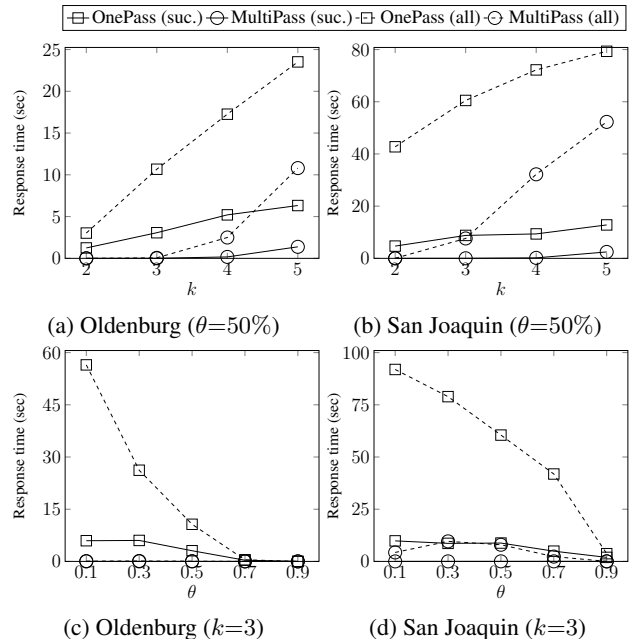 OnePass (suc.) MultiPass (suc.) OnePass (all) MultiPass (all)
25
20
15
10
5
0
2 3 4 5
Response time (sec)
k
(a) Oldenburg (θ=50%)
80
60
40
20
0
2 3 4 5
Response time (sec)
k
(b) San Joaquin (θ=50%)
60
45
30
15
0
0.1 0.3 0.5 0.7 0.9
Response time (sec)
θ
(c) Oldenburg (k=3)
100
75
50
25
0
0.1 0.3 0.5 0.7 0.9
Response time (sec)
θ
(d) San Joaquin (k=3)